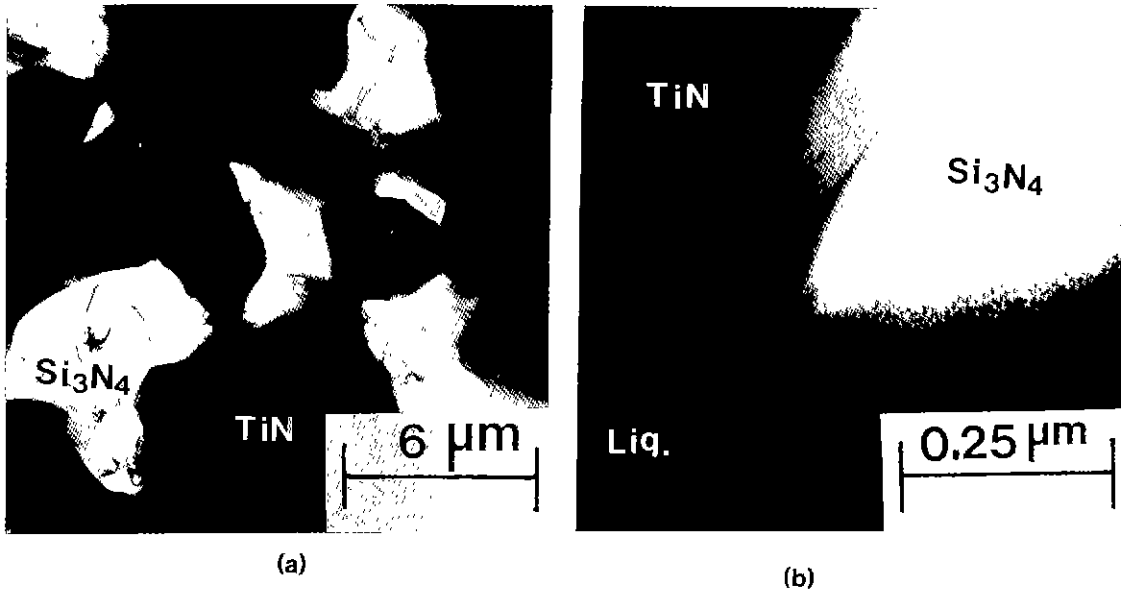 Si₃N₄
TiN
6 μm
(a)
TiN
Si₃N₄
Liq.
0.25 μm
(b)